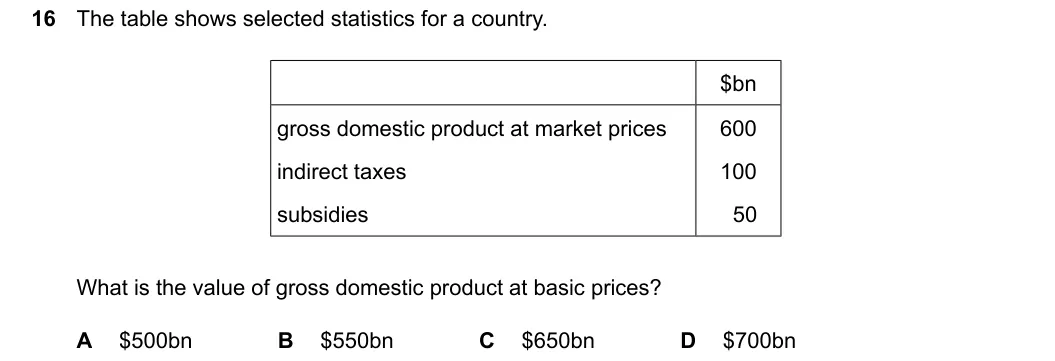 16 The table shows selected statistics for a country.
$bn
gross domestic product at market prices 600
indirect taxes 100
subsidies 50
What is the value of gross domestic product at basic prices?
A $500bn B $550bn C $650bn D $700bn